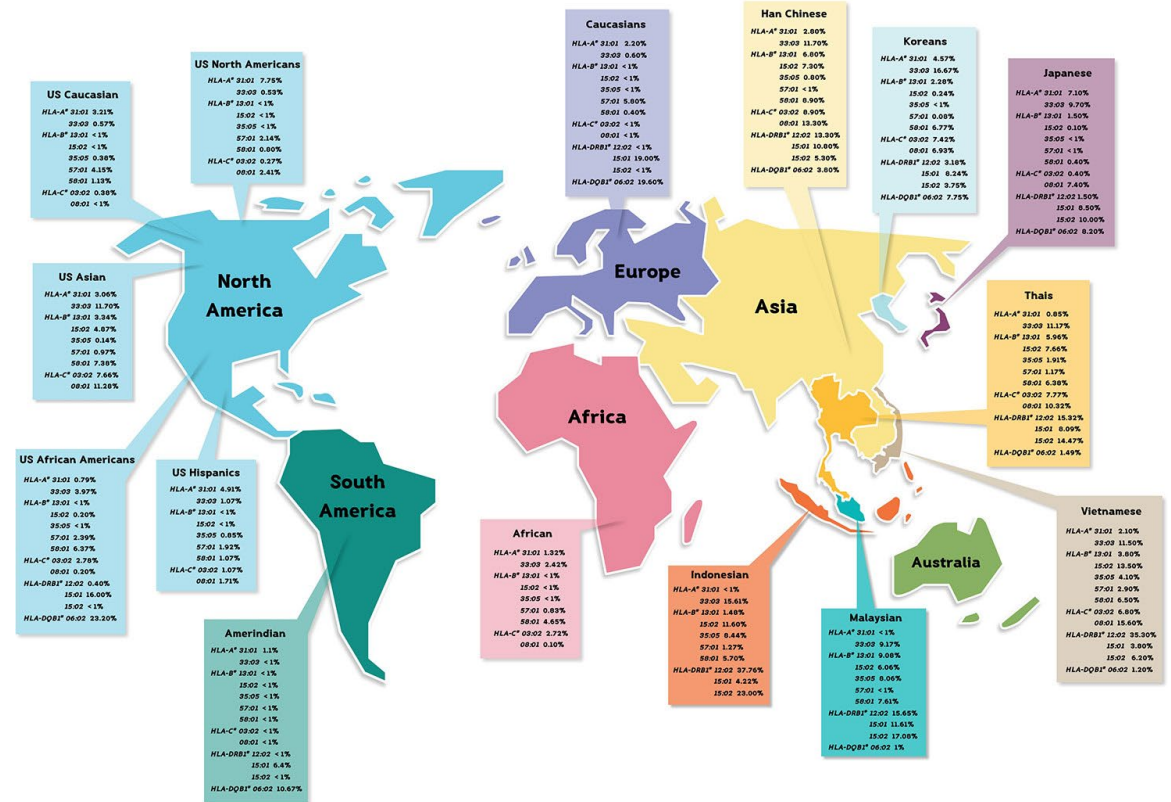 US Caucasian
HLA-A* 31:01 3.21%
33:03 0.57%
HLA-B* 13:01 <1%
15:02 <1%
35:05 0.38%
57:01 4.15%
58:01 1.13%
HLA-C* 03:02 0.38%
08:01 <1%
US North Americans
HLA-A* 31:01 7.75%
33:03 0.53%
HLA-B* 13:01 <1%
15:02 <1%
35:05 <1%
57:01 2.14%
58:01 0.80%
HLA-C* 03:02 0.27%
08:01 2.41%
Caucasians
HLA-A* 31:01 2.20%
33:03 0.60%
HLA-B* 13:01 <1%
15:02 <1%
35:05 <1%
57:01 5.80%
58:01 0.40%
HLA-C* 03:02 <1%
08:01 <1%
HLA-DRB1* 12:02 <1%
15:01 19.00%
15:02 <1%
HLA-DQB1* 06:02 19.60%
Han Chinese
HLA-A* 31:01 2.80%
33:03 11.70%
HLA-B* 13:01 6.80%
15:02 7.30%
35:05 0.80%
57:01 <1%
58:01 8.90%
HLA-C* 03:02 8.90%
08:01 13.30%
HLA-DRB1* 12:02 13.30%
15:01 10.80%
15:02 5.30%
HLA-DQB1* 06:02 3.80%
Koreans
HLA-A* 31:01 4.57%
33:03 16.67%
HLA-B* 13:01 2.28%
15:02 0.24%
35:05 <1%
57:01 0.08%
58:01 6.77%
HLA-C* 03:02 7.42%
08:01 6.93%
HLA-DRB1* 12:02 3.18%
15:01 8.24%
15:02 3.75%
HLA-DQB1* 06:02 7.75%
Japanese
HLA-A* 31:01 7.10%
33:03 9.70%
HLA-B* 13:01 1.50%
15:02 0.10%
35:05 <1%
57:01 <1%
58:01 0.40%
HLA-C* 03:02 0.40%
08:01 7.40%
HLA-DRB1* 12:02 1.50%
15:01 8.50%
15:02 10.00%
HLA-DQB1* 06:02 8.20%
US Asian
HLA-A* 31:01 3.06%
33:03 11.70%
HLA-B* 13:01 3.34%
15:02 4.87%
35:05 0.14%
57:01 0.97%
58:01 7.38%
HLA-C* 03:02 7.66%
08:01 11.28%
North
America
Europe
Asia
Thais
HLA-A* 31:01 0.85%
33:03 11.17%
HLA-B* 13:01 5.96%
15:02 7.66%
35:05 1.91%
57:01 1.17%
58:01 6.38%
HLA-C* 03:02 7.77%
08:01 10.32%
HLA-DRB1* 12:02 15.32%
15:01 8.09%
15:02 14.47%
HLA-DQB1* 06:02 1.49%
Africa
US African Americans
HLA-A* 31:01 0.79%
33:03 3.97%
HLA-B* 13:01 <1%
15:02 0.20%
35:05 <1%
57:01 2.39%
58:01 6.37%
HLA-C* 03:02 2.78%
08:01 0.20%
HLA-DRB1* 12:02 0.40%
15:01 16.00%
15:02 <1%
HLA-DQB1* 06:02 23.20%
US Hispanics
HLA-A* 31:01 4.91%
33:03 1.07%
HLA-B* 13:01 <1%
15:02 <1%
35:05 0.85%
57:01 1.92%
58:01 1.07%
HLA-C* 03:02 1.07%
08:01 1.71%
South
America
African
HLA-A* 31:01 1.32%
33:03 2.42%
HLA-B* 13:01 <1%
15:02 <1%
35:05 <1%
57:01 0.83%
58:01 4.65%
HLA-C* 03:02 2.72%
08:01 0.10%
Australia
Vietnamese
HLA-A* 31:01 2.10%
33:03 11.50%
HLA-B* 13:01 3.80%
15:02 13.50%
35:05 4.10%
57:01 2.90%
58:01 6.50%
HLA-C* 03:02 6.80%
08:01 15.60%
HLA-DRB1* 12:02 35.30%
15:01 3.80%
15:02 6.20%
HLA-DQB1* 06:02 1.20%
Indonesian
HLA-A* 31:01 <1%
33:03 15.61%
HLA-B* 13:01 1.48%
15:02 11.60%
35:05 8.44%
57:01 1.27%
58:01 5.70%
HLA-DRB1* 12:02 37.76%
15:01 4.22%
15:02 23.00%
Malaysian
HLA-A* 31:01 <1%
33:03 9.17%
HLA-B* 13:01 9.08%
15:02 6.06%
35:05 8.06%
57:01 <1%
58:01 7.61%
HLA-DRB1* 12:02 15.65%
15:01 11.61%
15:02 17.08%
HLA-DQB1* 06:02 1%
Amerindian
HLA-A* 31:01 1.1%
33:03 <1%
HLA-B* 13:01 <1%
15:02 <1%
35:05 <1%
57:01 <1%
58:01 <1%
HLA-C* 03:02 <1%
08:01 <1%
HLA-DRB1* 12:02 <1%
15:01 6.4%
15:02 <1%
HLA-DQB1* 06:02 10.67%